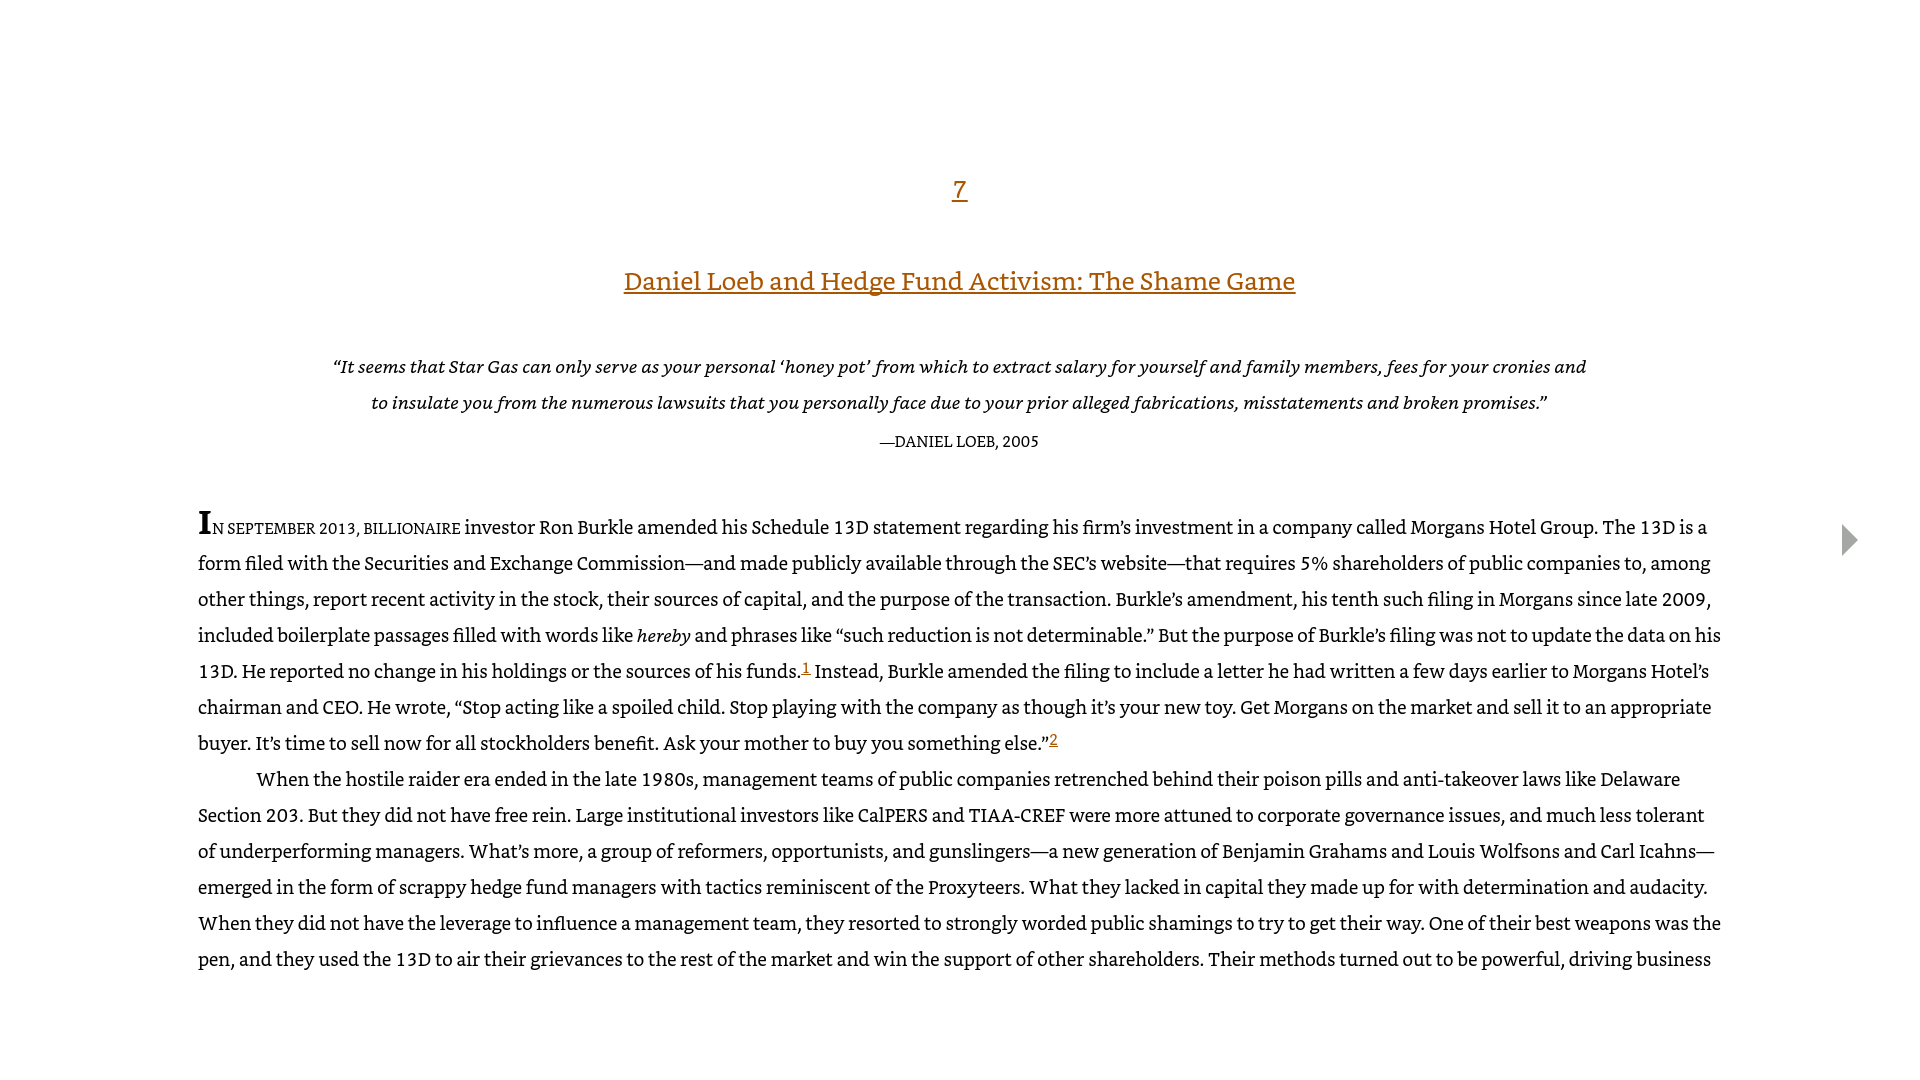 7
Daniel Loeb and Hedge Fund Activism: The Shame Game
“It seems that Star Gas can only serve as your personal ‘honey pot’ from which to extract salary for yourself and family members, fees for your cronies and
to insulate you from the numerous lawsuits that you personally face due to your prior alleged fabrications, misstatements and broken promises.”
—DANIEL LOEB, 2005
IN SEPTEMBER 2013, BILLIONAIRE investor Ron Burkle amended his Schedule 13D statement regarding his firm’s investment in a company called Morgans Hotel Group. The 13D is a
form filed with the Securities and Exchange Commission—and made publicly available through the SEC’s website—that requires 5% shareholders of public companies to, among
other things, report recent activity in the stock, their sources of capital, and the purpose of the transaction. Burkle’s amendment, his tenth such filing in Morgans since late 2009,
included boilerplate passages filled with words like hereby and phrases like “such reduction is not determinable.” But the purpose of Burkle’s filing was not to update the data on his
13D. He reported no change in his holdings or the sources of his funds.1 Instead, Burkle amended the filing to include a letter he had written a few days earlier to Morgans Hotel’s
chairman and CEO. He wrote, “Stop acting like a spoiled child. Stop playing with the company as though it’s your new toy. Get Morgans on the market and sell it to an appropriate
buyer. It’s time to sell now for all stockholders benefit. Ask your mother to buy you something else.”2
When the hostile raider era ended in the late 1980s, management teams of public companies retrenched behind their poison pills and anti-takeover laws like Delaware
Section 203. But they did not have free rein. Large institutional investors like CalPERS and TIAA-CREF were more attuned to corporate governance issues, and much less tolerant
of underperforming managers. What’s more, a group of reformers, opportunists, and gunslingers—a new generation of Benjamin Grahams and Louis Wolfsons and Carl Icahns—
emerged in the form of scrappy hedge fund managers with tactics reminiscent of the Proxyteers. What they lacked in capital they made up for with determination and audacity.
When they did not have the leverage to influence a management team, they resorted to strongly worded public shamings to try to get their way. One of their best weapons was the
pen, and they used the 13D to air their grievances to the rest of the market and win the support of other shareholders. Their methods turned out to be powerful, driving business